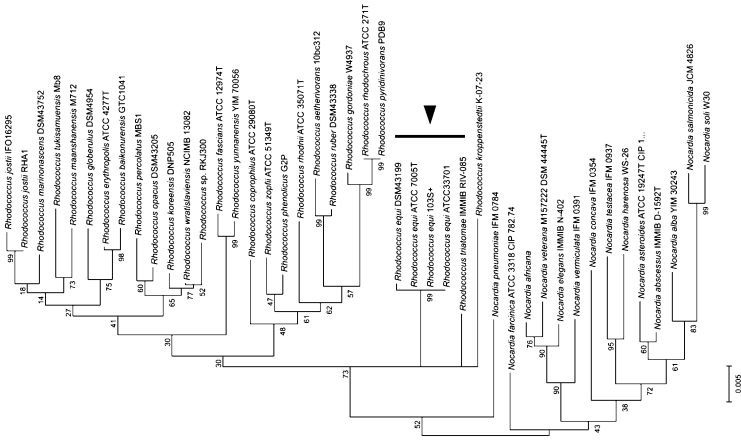 Rhodococcus jostii IFO16295
Rhodococcus jostii RHA1
Rhodococcus marinonascens DSM43752
Rhodococcus tukisamuensis Mb8
Rhodococcus maanshanensis M712
Rhodococcus globerulus DSM4954
Rhodococcus erythropolis ATCC 4277T
Rhodococcus baikonurensis GTC1041
Rhodococcus percolatus MBS1
Rhodococcus opacus DSM43205
Rhodococcus koreensis DNP505
Rhodococcus wratislaviensis NCIMB 13082
Rhodococcus sp. RKJ300
Rhodococcus fascians ATCC 12974T
Rhodococcus yunnanensis YIM 70056
Rhodococcus coprophilus ATCC 29080T
Rhodococcus zopfii ATCC 51349T
Rhodococcus phenolicus G2P
Rhodococcus rhodnii ATCC 35071T
Rhodococcus aetherivorans 10bc312
Rhodococcus ruber DSM43338
Rhodococcus gordoniae W4937
Rhodococcus rhodochrous ATCC 271T
Rhodococcus pyridinivorans PDB9
Rhodococcus equi DSM43199
Rhodococcus equi ATCC 7005T
Rhodococcus equi 103S+
Rhodococcus equi ATCC33701
Rhodococcus triatomae IMMIB RIV-085
Rhodococcus kroppenstedtii K-07-23
Nocardia pneumoniae IFM 0784
Nocardia farcinica ATCC 3318 CIP 782.74
Nocardia africana
Nocardia veterana M157222 DSM 44445T
Nocardia elegans IMMIB N-402
Nocardia vermiculata IFM 0391
Nocardia concava IFM 0354
Nocardia testacea IFM 0937
Nocardia harenosa WS-26
Nocardia asteroides ATCC 19247T CIP 1...
Nocardia abscessus IMMIB D-1592T
Nocardia alba YIM 30243
Nocardia salmonioida JCM 4826
Nocardia soli W30
99
18
14
73
27
75
98
41
60
65
77
52
30
99
30
47
48
61
99
62
57
99
99
99
73
52
76
90
90
43
95
38
72
60
61
83
99
0.005